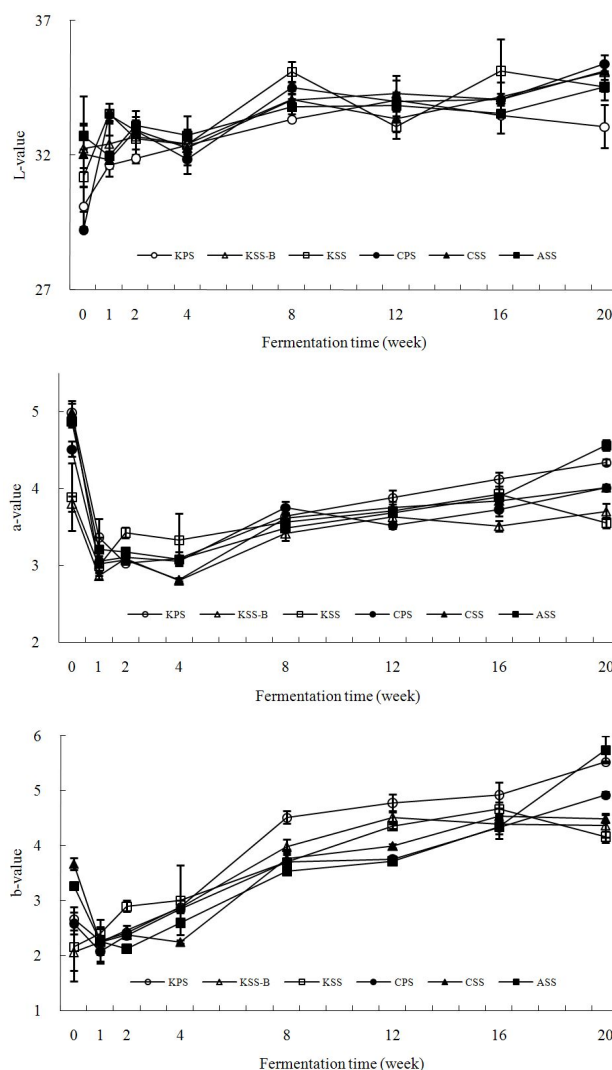 37
32
27
L-value
KPS KSS-B KSS CPS CSS ASS
0 1 2 4 8 12 16 20
Fermentation time (week)
5
4
3
2
a-value
KPS KSS-B KSS CPS CSS ASS
0 1 2 4 8 12 16 20
Fermentation time (week)
6
5
4
3
2
1
b-value
KPS KSS-B KSS CPS CSS ASS
0 1 2 4 8 12 16 20
Fermentation time (week)